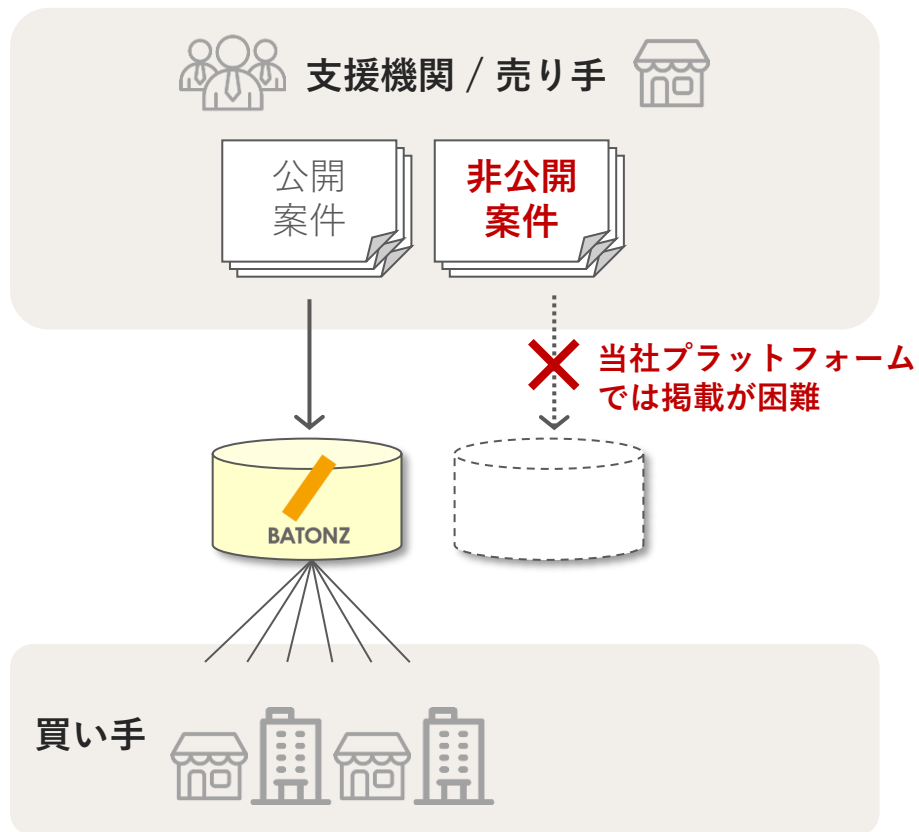 支援機関 / 売り手
公開
案件
非公開
案件
当社プラットフォーム
では掲載が困難
BATONZ
買い手